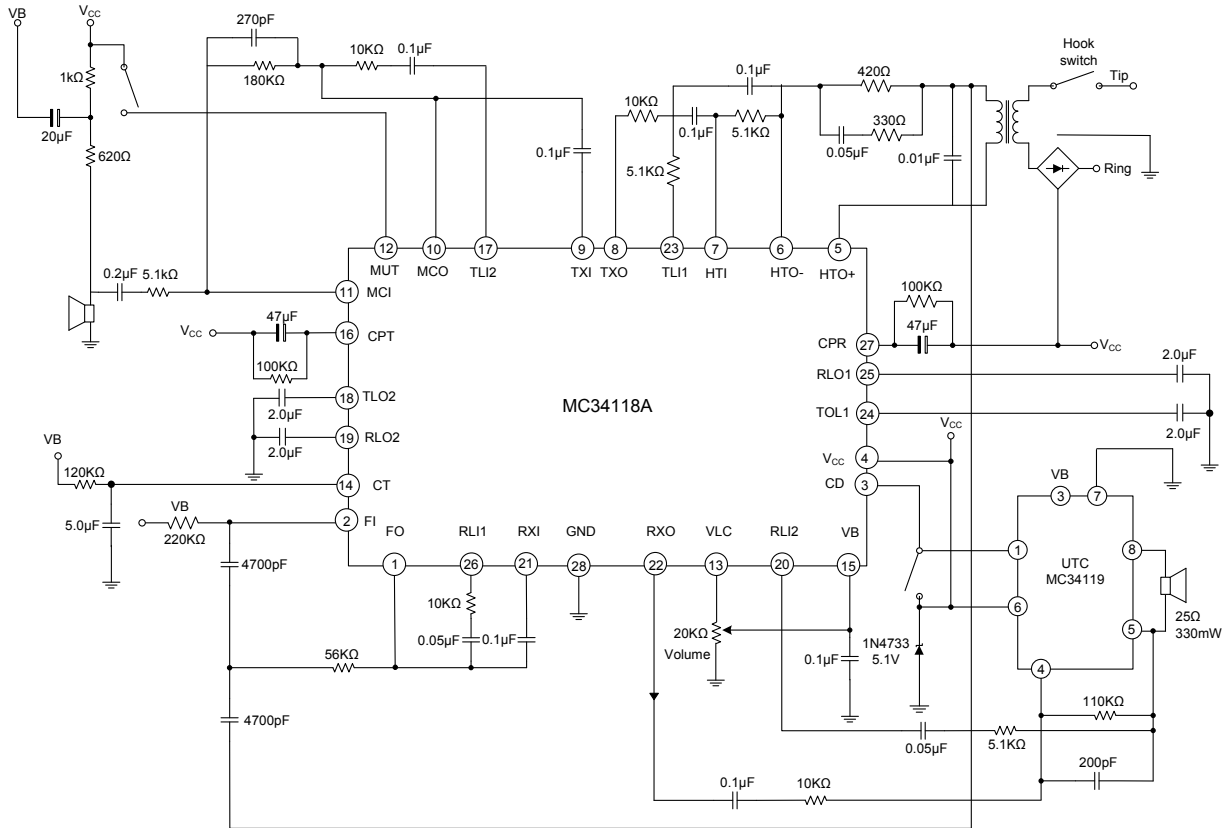 VB
VCC
1kΩ
20µF
620Ω
270pF
180KΩ
10KΩ
0.1µF
0.1µF
10KΩ
0.1µF
0.1µF
5.1KΩ
5.1KΩ
420Ω
330Ω
0.05µF
0.01µF
Hook
switch
Tip
Ring
12
MUT
10
MCO
17
TLI2
9
TXI
8
TXO
23
TLI1
7
HTI
6
HTO-
5
HTO+
0.2µF
5.1kΩ
11
MCI
VCC
47µF
100KΩ
16
CPT
18
TLO2
2.0µF
19
RLO2
2.0µF
VB
120KΩ
5.0µF
14
CT
VB
220KΩ
2
FI
MC34118A
100KΩ
47µF
VCC
CPR
27
RLO1
25
2.0µF
TOL1
24
2.0µF
VCC
VCC
4
CD
3
FO
1
RLI1
26
RXI
21
GND
28
RXO
22
VLC
13
RLI2
20
VB
15
4700pF
56KΩ
10KΩ
0.05µF
0.1µF
4700pF
20KΩ
Volume
0.1µF
1N4733
5.1V
VB
3
7
1
6
4
8
5
UTC
MC34119
25Ω
330mW
110KΩ
0.05µF
5.1KΩ
200pF
0.1µF
10KΩ